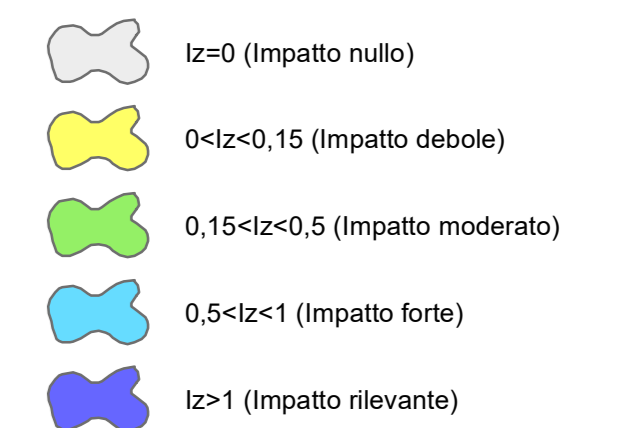 Iz=0 (Impatto nullo)
0<Iz<0,15 (Impatto debole)
0,15<Iz<0,5 (Impatto moderato)
0,5<Iz<1 (Impatto forte)
Iz>1 (Impatto rilevante)